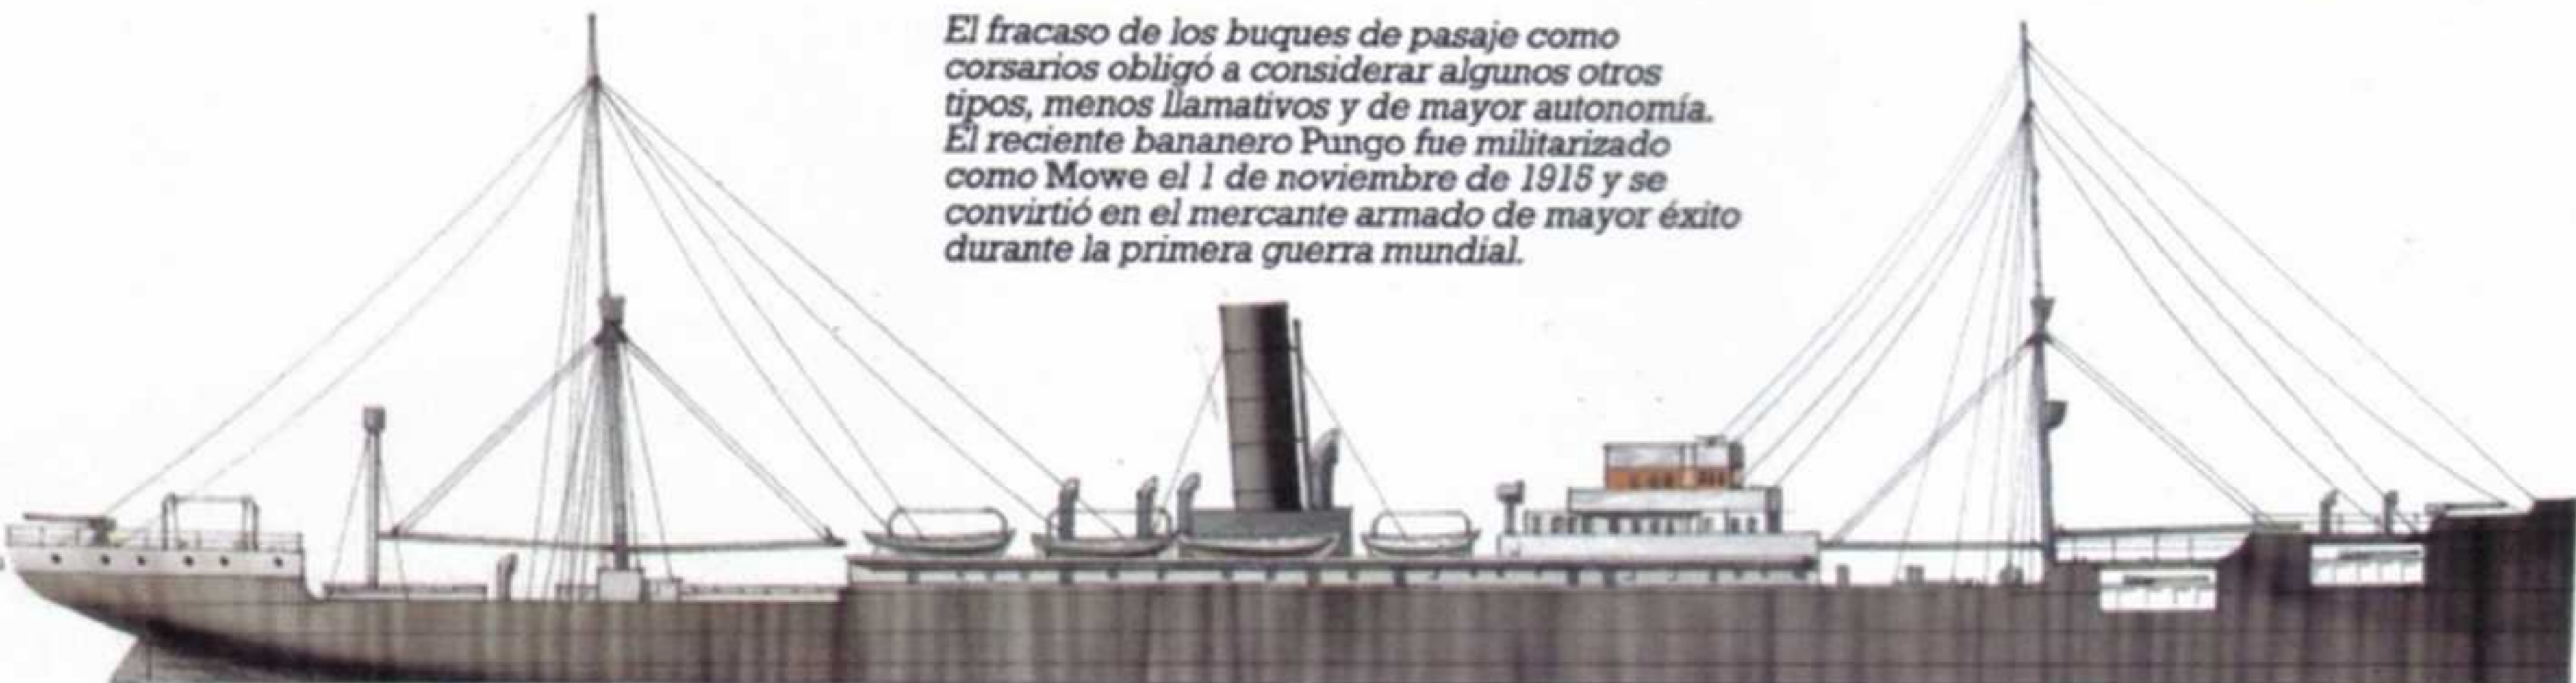 El fracaso de los buques de pasaje como
corsarios obligó a considerar algunos otros
tipos, menos llamativos y de mayor autonomía.
El reciente bananero Pungo fue militarizado
como Mowe el 1 de noviembre de 1915 y se
convirtió en el mercante armado de mayor éxito
durante la primera guerra mundial.